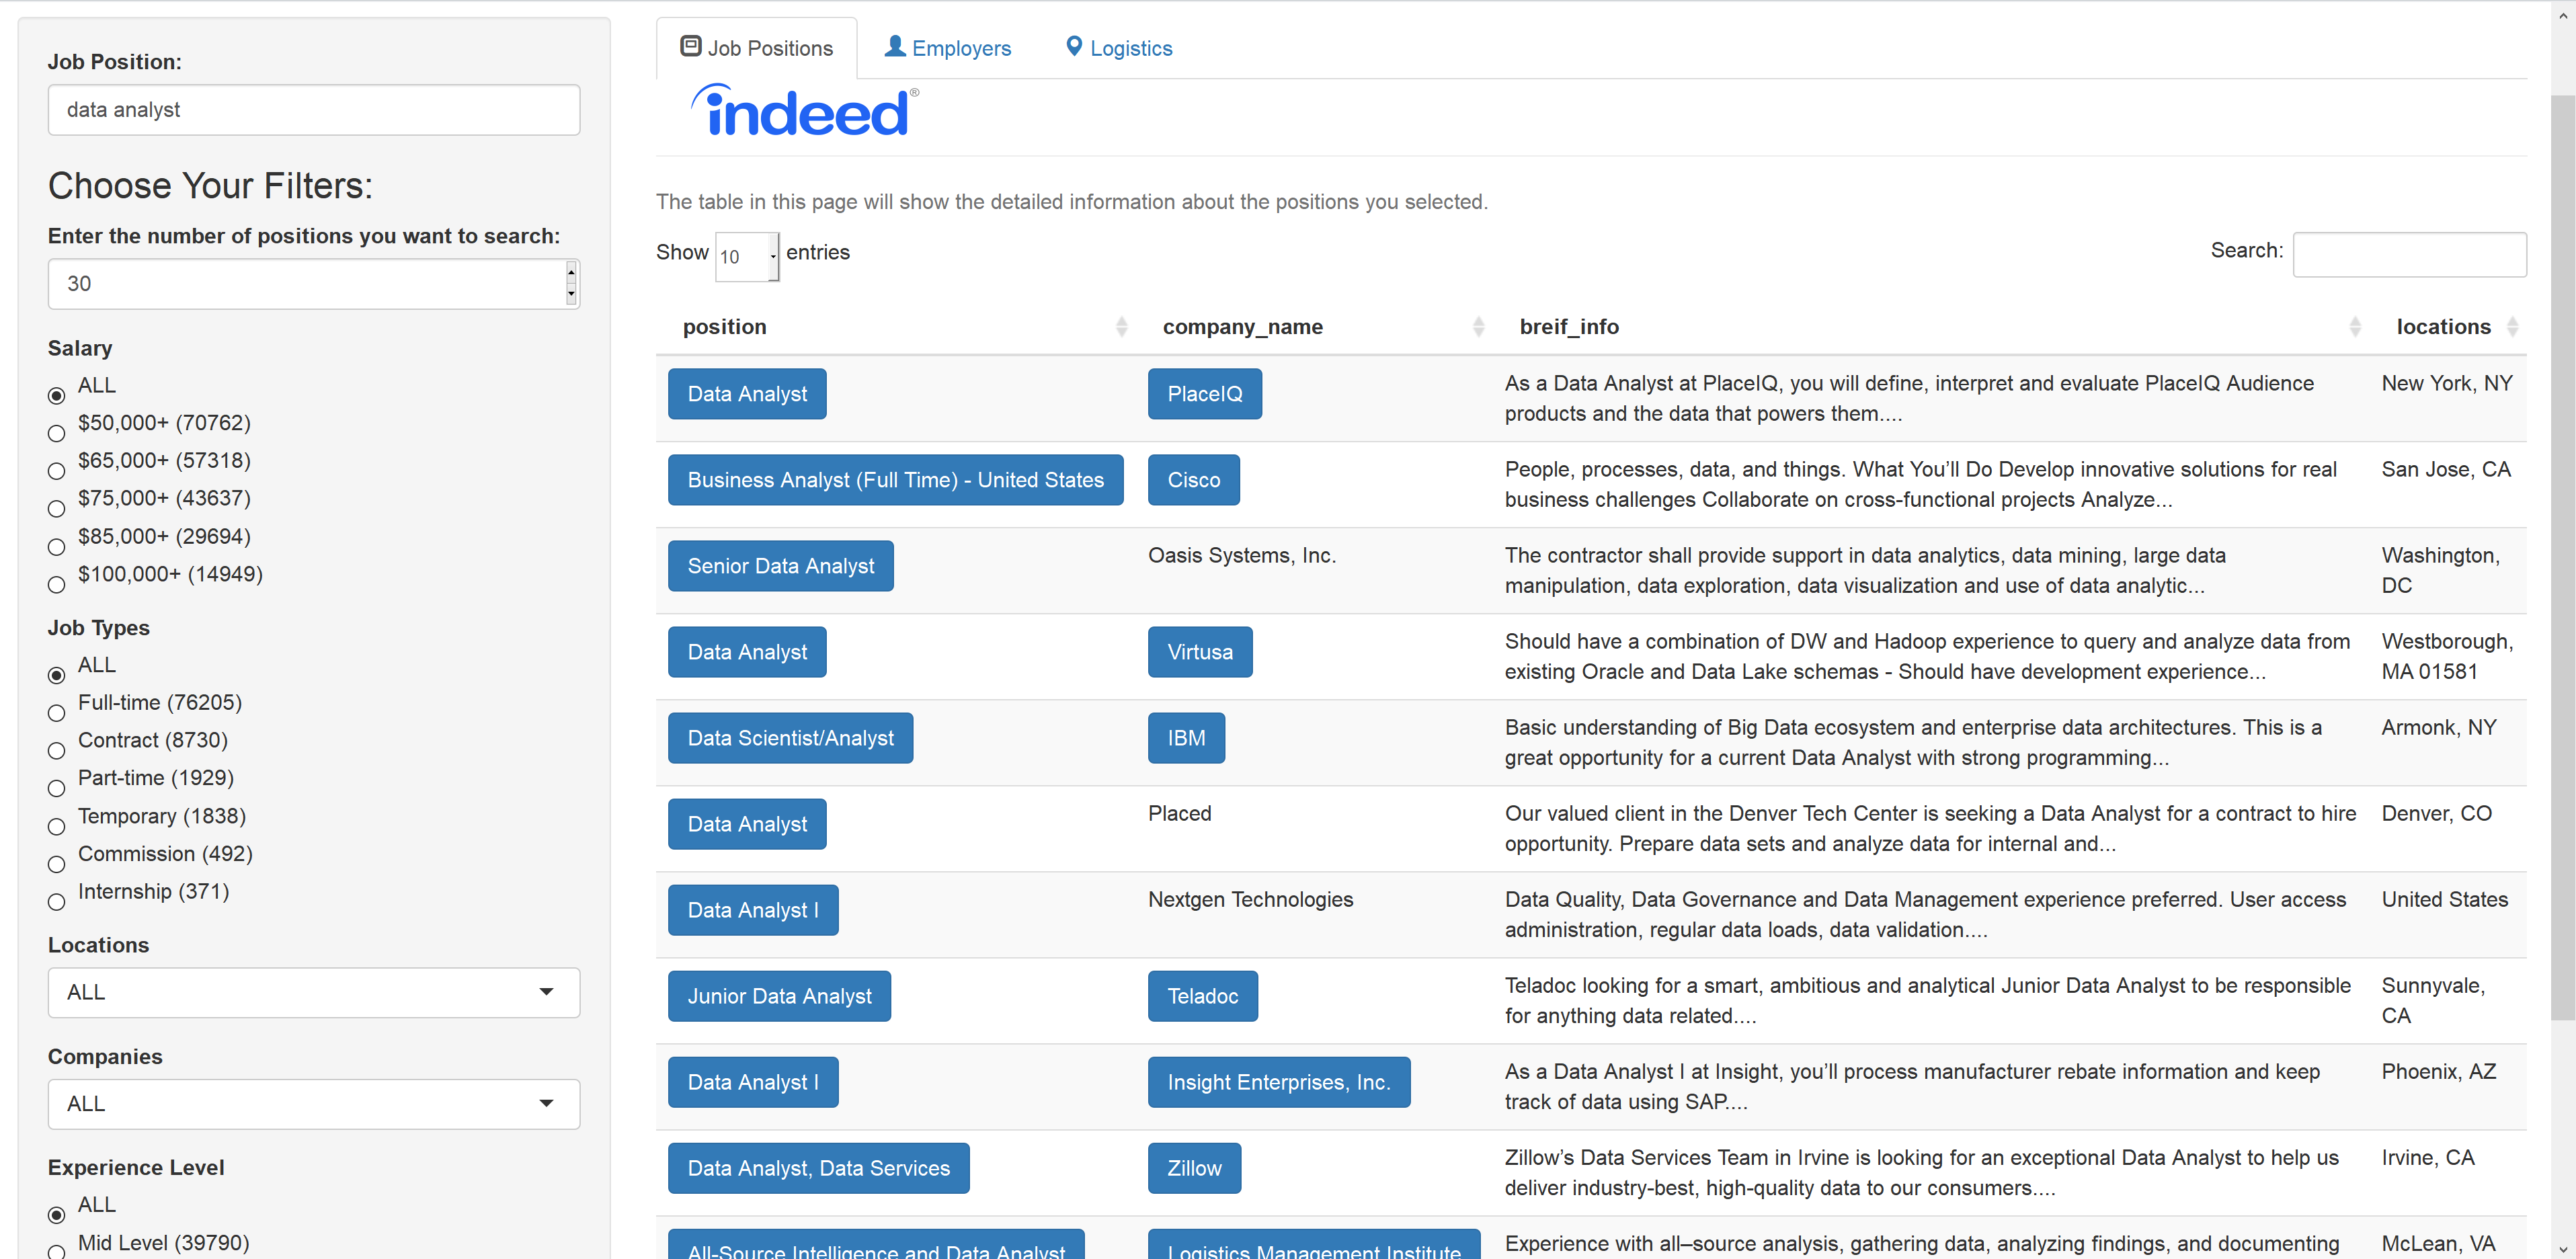 Job Position:
data analyst
Choose Your Filters:
Enter the number of positions you want to search:
30
Salary
ALL
$50,000+ (70762)
$65,000+ (57318)
$75,000+ (43637)
$85,000+ (29694)
$100,000+ (14949)
Job Types
ALL
Full-time (76205)
Contract (8730)
Part-time (1929)
Temporary (1838)
Commission (492)
Internship (371)
Locations
ALL
Companies
ALL
Experience Level
ALL
Mid Level (39790)
Job Positions Employers Logistics
indeed®
The table in this page will show the detailed information about the positions you selected.
Show 10 entries
Search:
position company_name breif_info locations
Data Analyst PlaceIQ As a Data Analyst at PlaceIQ, you will define, interpret and evaluate PlaceIQ Audience New York, NY
products and the data that powers them....
Business Analyst (Full Time) - United States Cisco People, processes, data, and things. What You’ll Do Develop innovative solutions for real San Jose, CA
business challenges Collaborate on cross-functional projects Analyze...
Senior Data Analyst Oasis Systems, Inc. The contractor shall provide support in data analytics, data mining, large data Washington,
manipulation, data exploration, data visualization and use of data analytic... DC
Data Analyst Virtusa Should have a combination of DW and Hadoop experience to query and analyze data from Westborough,
existing Oracle and Data Lake schemas - Should have development experience... MA 01581
Data Scientist/Analyst IBM Basic understanding of Big Data ecosystem and enterprise data architectures. This is a Armonk, NY
great opportunity for a current Data Analyst with strong programming...
Data Analyst Placed Our valued client in the Denver Tech Center is seeking a Data Analyst for a contract to hire Denver, CO
opportunity. Prepare data sets and analyze data for internal and...
Data Analyst I Nextgen Technologies Data Quality, Data Governance and Data Management experience preferred. User access United States
administration, regular data loads, data validation....
Junior Data Analyst Teladoc Teladoc looking for a smart, ambitious and analytical Junior Data Analyst to be responsible Sunnyvale,
for anything data related.... CA
Data Analyst I Insight Enterprises, Inc. As a Data Analyst I at Insight, you’ll process manufacturer rebate information and keep Phoenix, AZ
track of data using SAP....
Data Analyst, Data Services Zillow Zillow’s Data Services Team in Irvine is looking for an exceptional Data Analyst to help us Irvine, CA
deliver industry-best, high-quality data to our consumers....
All-Source Intelligence and Data Analyst Logistics Management Institute Experience with all–source analysis, gathering data, analyzing findings, and documenting McLean, VA